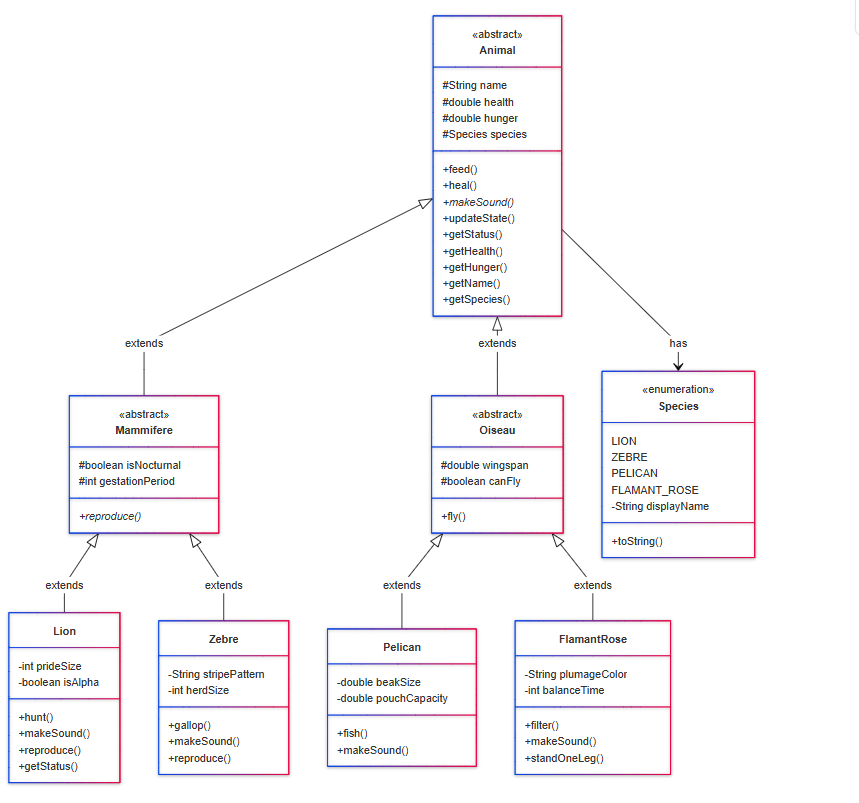 «abstract»
Animal
#String name
#double health
#double hunger
#Species species
+feed()
+heal()
+makeSound()
+updateState()
+getStatus()
+getHealth()
+getHunger()
+getName()
+getSpecies()
extends
extends
has
«abstract»
Mammifere
#boolean isNocturnal
#int gestationPeriod
+reproduce()
«abstract»
Oiseau
#double wingspan
#boolean canFly
+fly()
«enumeration»
Species
LION
ZEBRE
PELICAN
FLAMANT_ROSE
-String displayName
+toString()
extends
extends
extends
extends
Lion
-int prideSize
-boolean isAlpha
+hunt()
+makeSound()
+reproduce()
+getStatus()
Zebre
-String stripePattern
-int herdSize
+gallop()
+makeSound()
+reproduce()
Pelican
-double beakSize
-double pouchCapacity
+fish()
+makeSound()
FlamantRose
-String plumageColor
-int balanceTime
+filter()
+makeSound()
+standOneLeg()